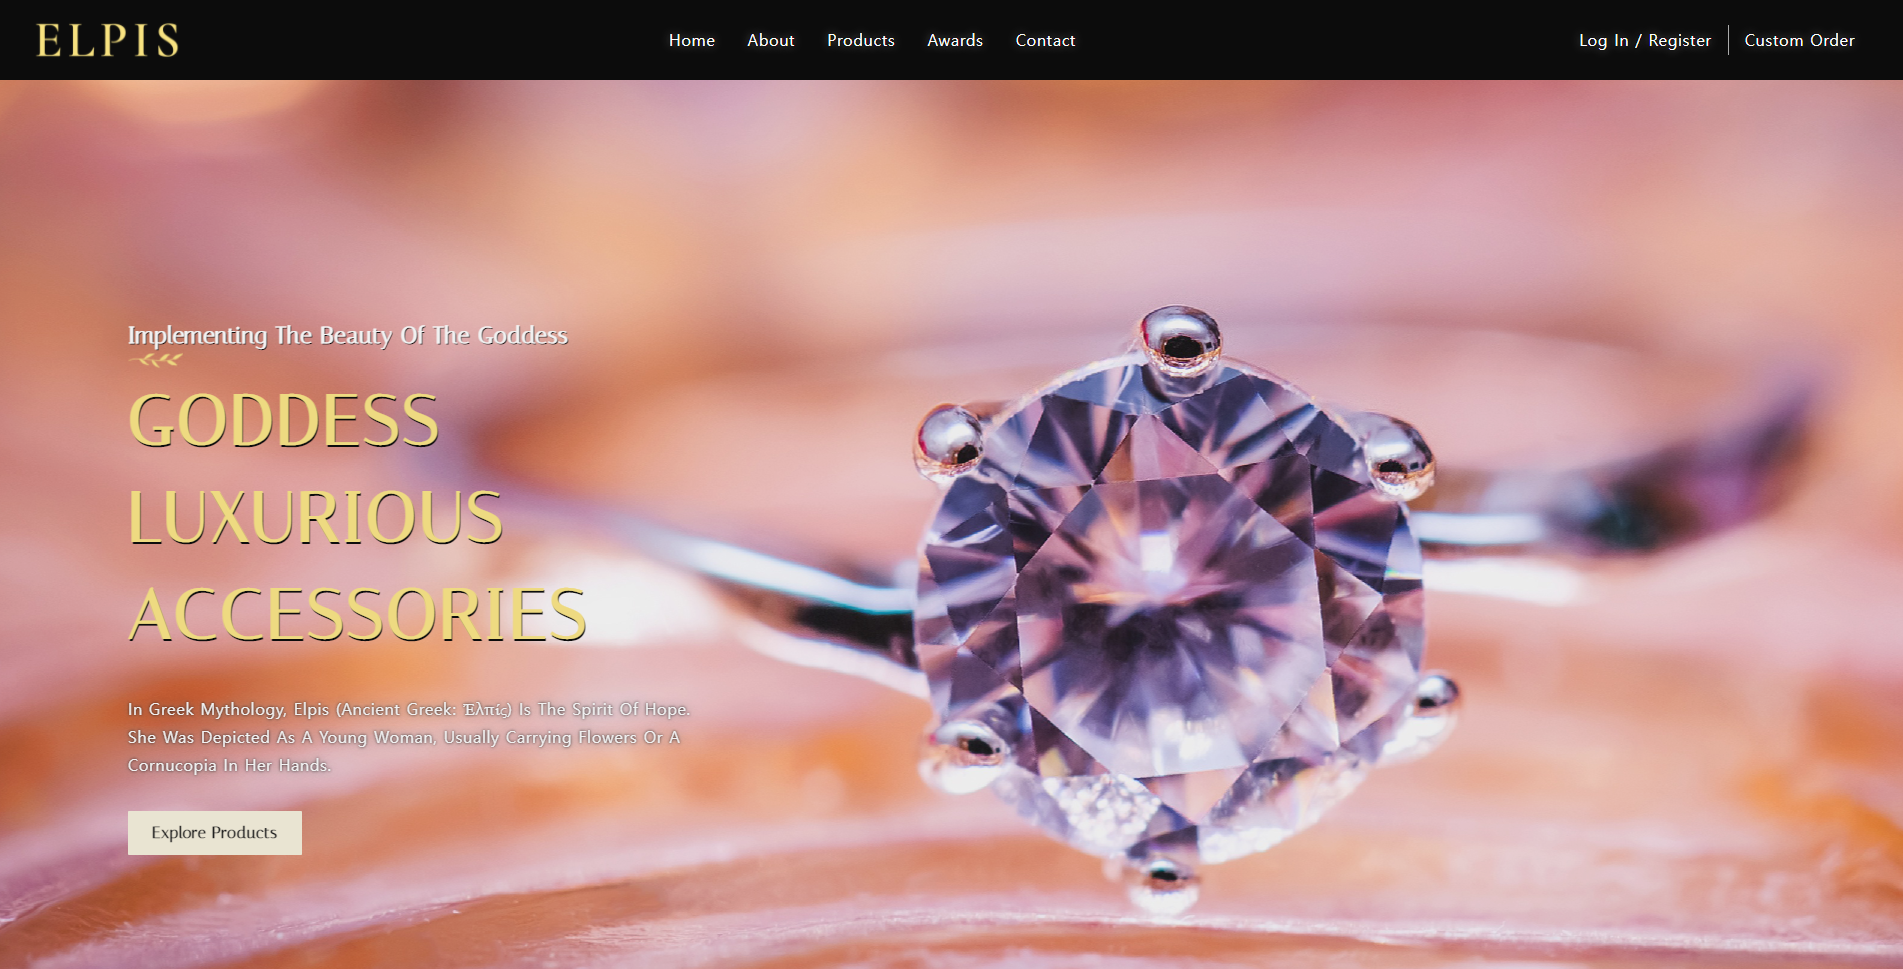 ELPIS
Home About Products Awards Contact
Log In / Register Custom Order
Implementing The Beauty Of The Goddess
GODDESS
LUXURIOUS
ACCESSORIES
In Greek Mythology, Elpis (Ancient Greek: Ἐλπίς) Is The Spirit Of Hope.
She Was Depicted As A Young Woman, Usually Carrying Flowers Or A
Cornucopia In Her Hands.
Explore Products